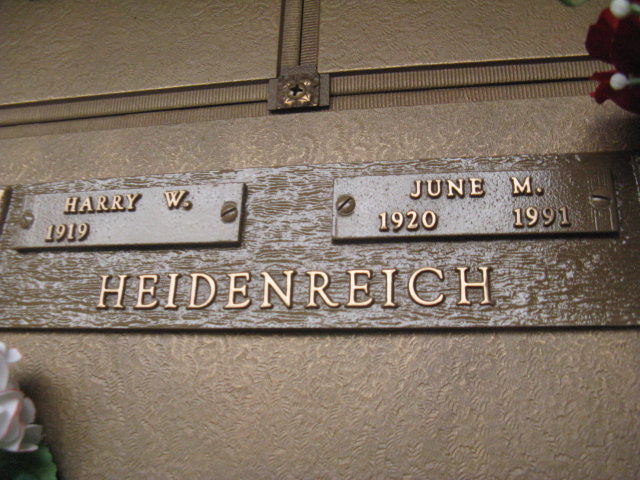 HARRY W.
1919
JUNE M.
1920 1991
HEIDENREICH